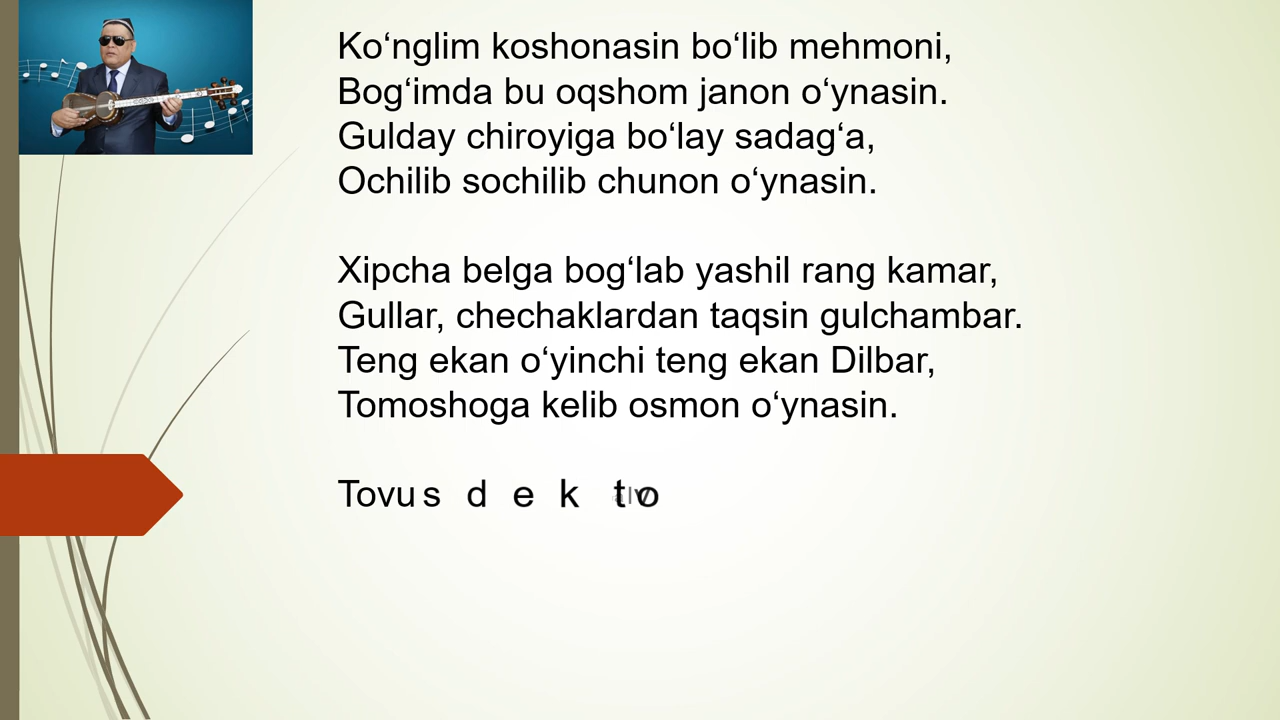 Ko‘nglim koshonasin bo‘lib mehmoni,
Bog‘imda bu oqshom janon o‘ynasin.
Gulday chiroyiga bo‘lay sadag‘a,
Ochilib sochilib chunon o‘ynasin.
Xipcha belga bog‘lab yashil rang kamar,
Gullar, chechaklardan taqsin gulchambar.
Teng ekan o‘yinchi teng ekan Dilbar,
Tomoshoga kelib osmon o‘ynasin.
Tovus dek